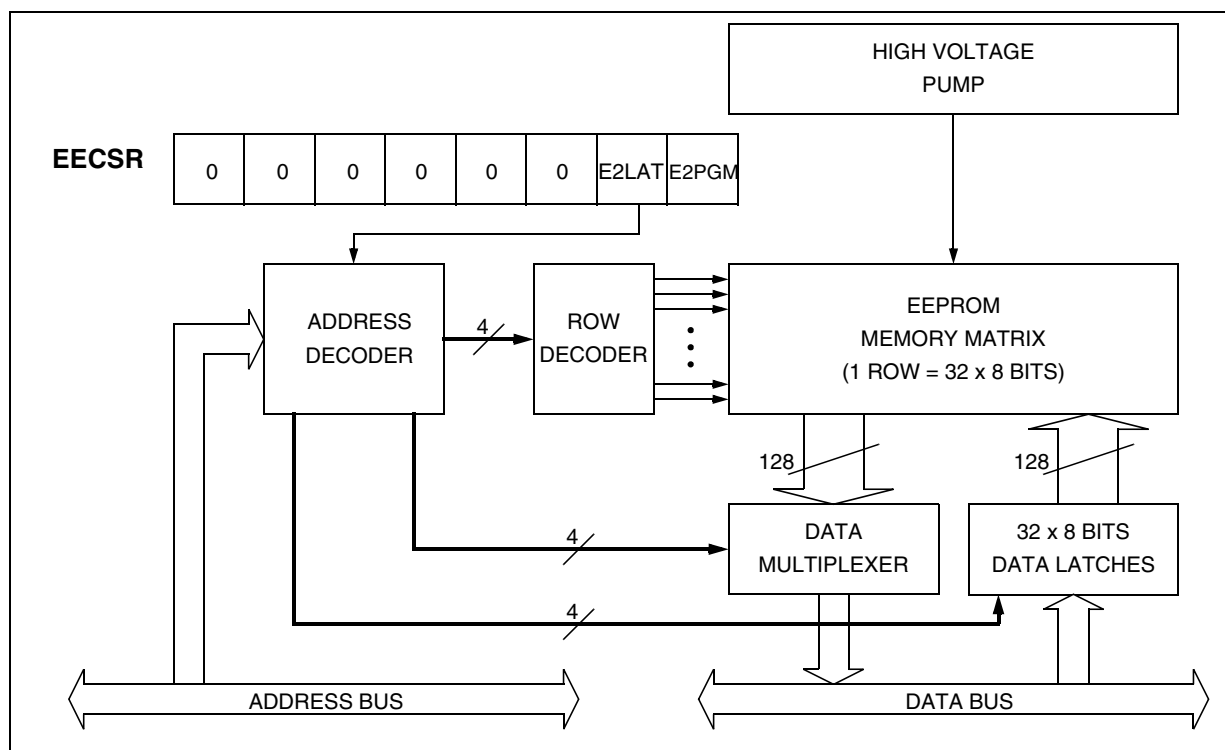 HIGH VOLTAGE
PUMP
EECSR
0 0 0 0 0 0 E2LAT E2PGM
ADDRESS
DECODER
4
ROW
DECODER
EEPROM
MEMORY MATRIX
(1 ROW = 32 x 8 BITS)
128
128
4
DATA
MULTIPLEXER
32 x 8 BITS
DATA LATCHES
4
ADDRESS BUS
DATA BUS